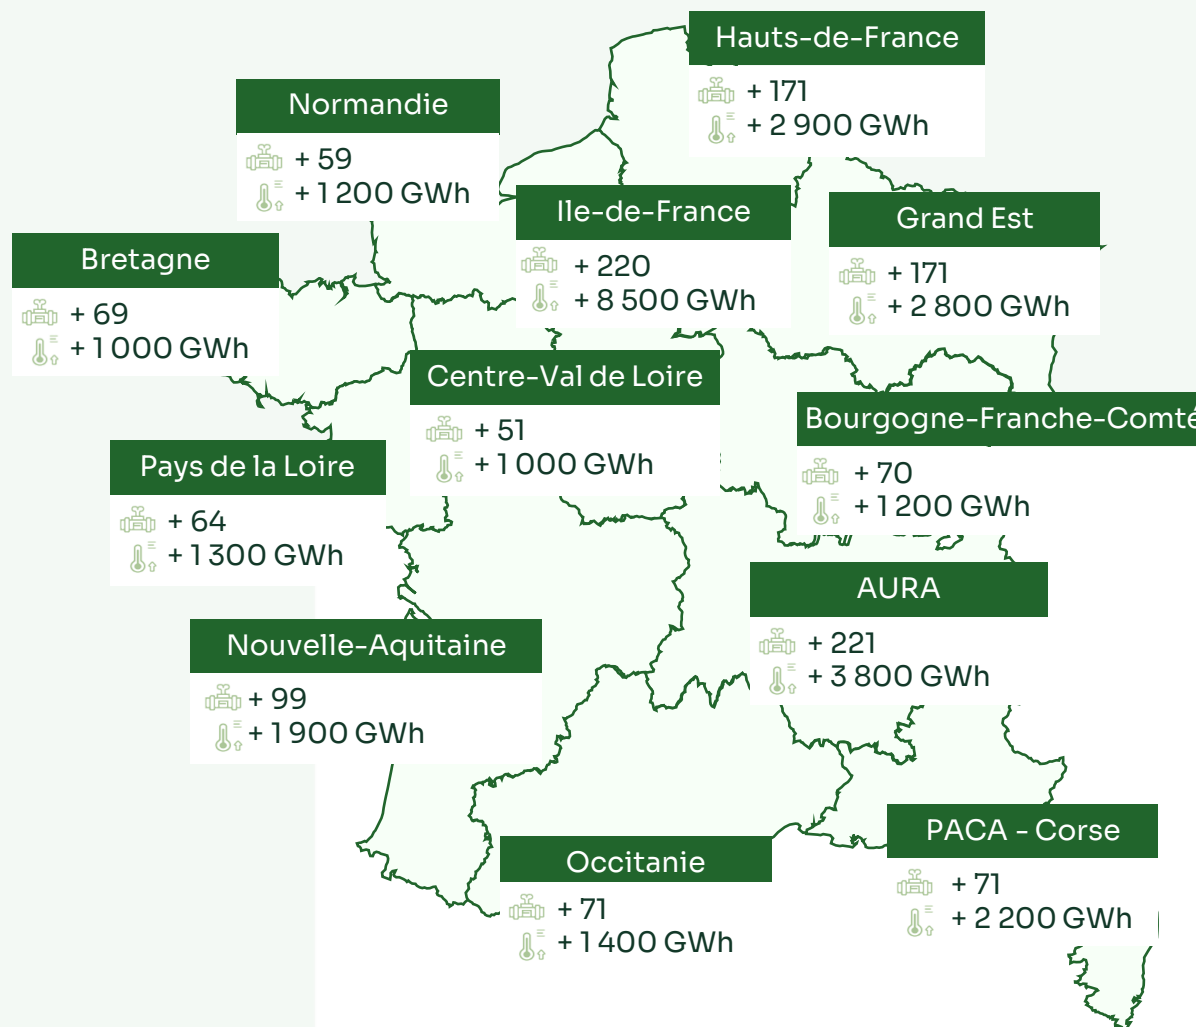 Hauts-de-France
+ 171
+ 2 900 GWh
Normandie
+ 59
+ 1 200 GWh
Ile-de-France
+ 220
+ 8 500 GWh
Grand Est
+ 171
+ 2 800 GWh
Bretagne
+ 69
+ 1 000 GWh
Centre-Val de Loire
+ 51
+ 1 000 GWh
Bourgogne-Franche-Comté
+ 70
+ 1 200 GWh
Pays de la Loire
+ 64
+ 1 300 GWh
AURA
+ 221
+ 3 800 GWh
Nouvelle-Aquitaine
+ 99
+ 1 900 GWh
PACA - Corse
+ 71
+ 2 200 GWh
Occitanie
+ 71
+ 1 400 GWh